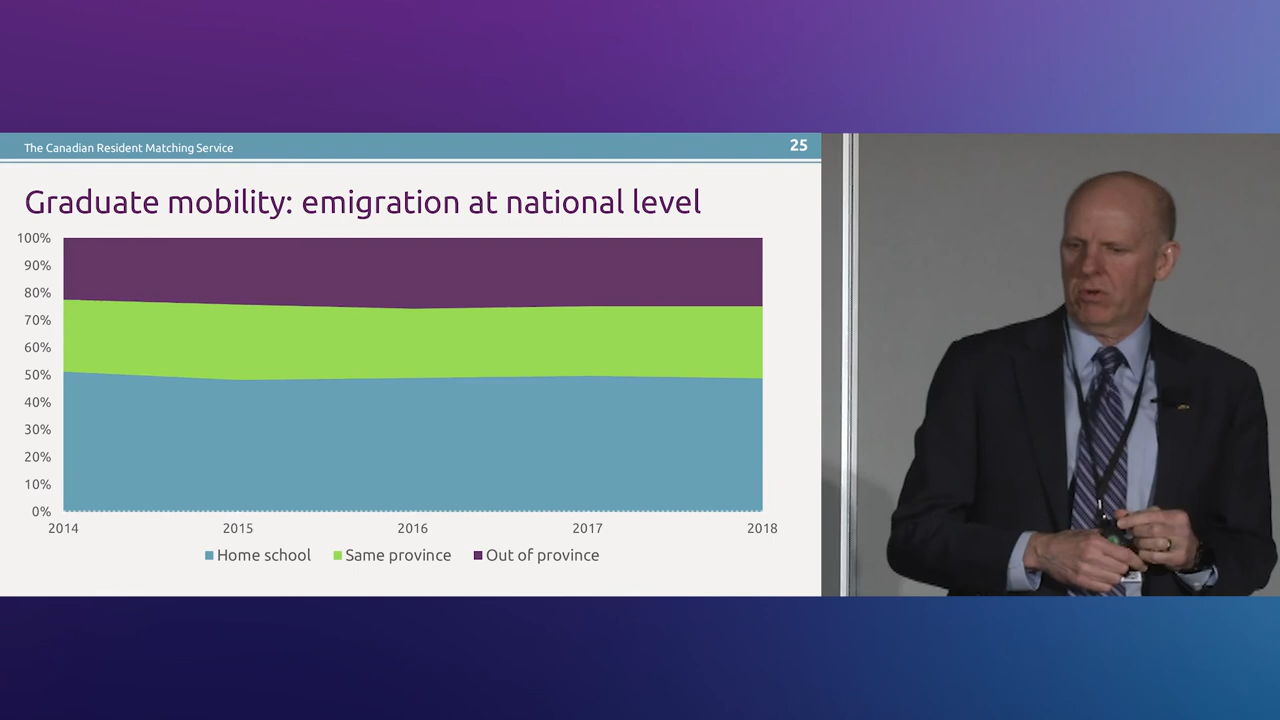 The Canadian Resident Matching Service 25
Graduate mobility: emigration at national level
100%
90%
80%
70%
60%
50%
40%
30%
20%
10%
0%
2014 2015 2016 2017 2018
Home school Same province Out of province